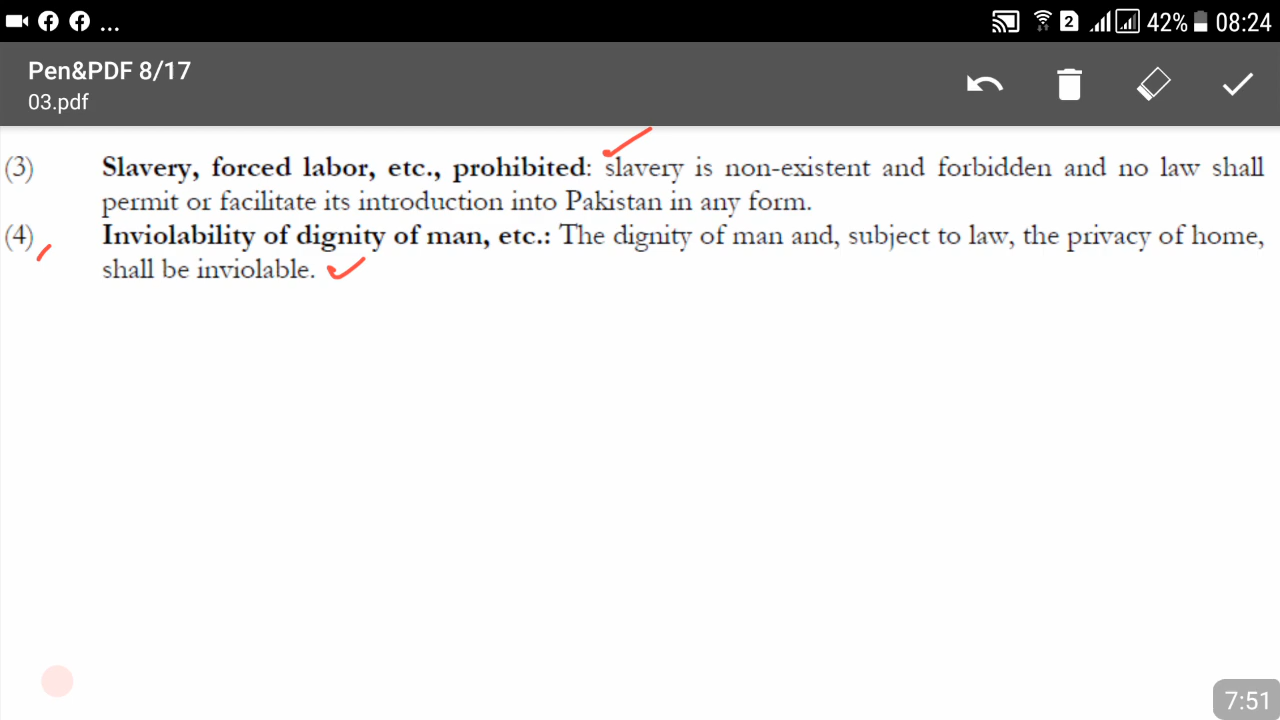 ... 2 42% 08:24
Pen&PDF 8/17
03.pdf
(3) Slavery, forced labor, etc., prohibited: slavery is non-existent and forbidden and no law shall
permit or facilitate its introduction into Pakistan in any form.
(4) Inviolability of dignity of man, etc.: The dignity of man and, subject to law, the privacy of home,
shall be inviolable.
7:51